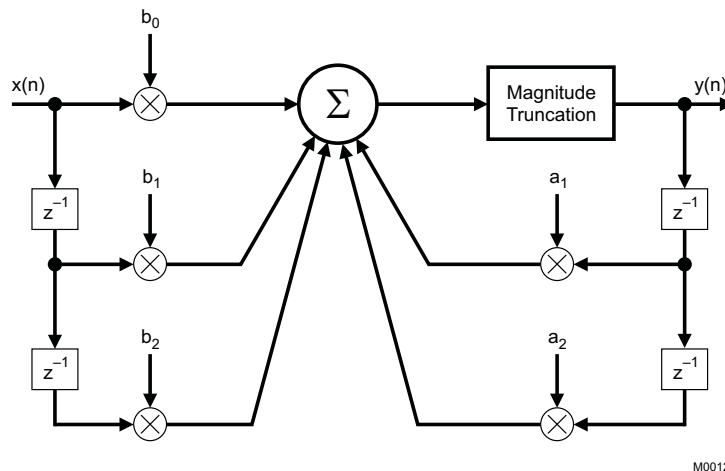 b0
x(n)
Σ
Magnitude
Truncation
y(n)
z−1
b1
a1
z−1
z−1
b2
a2
z−1